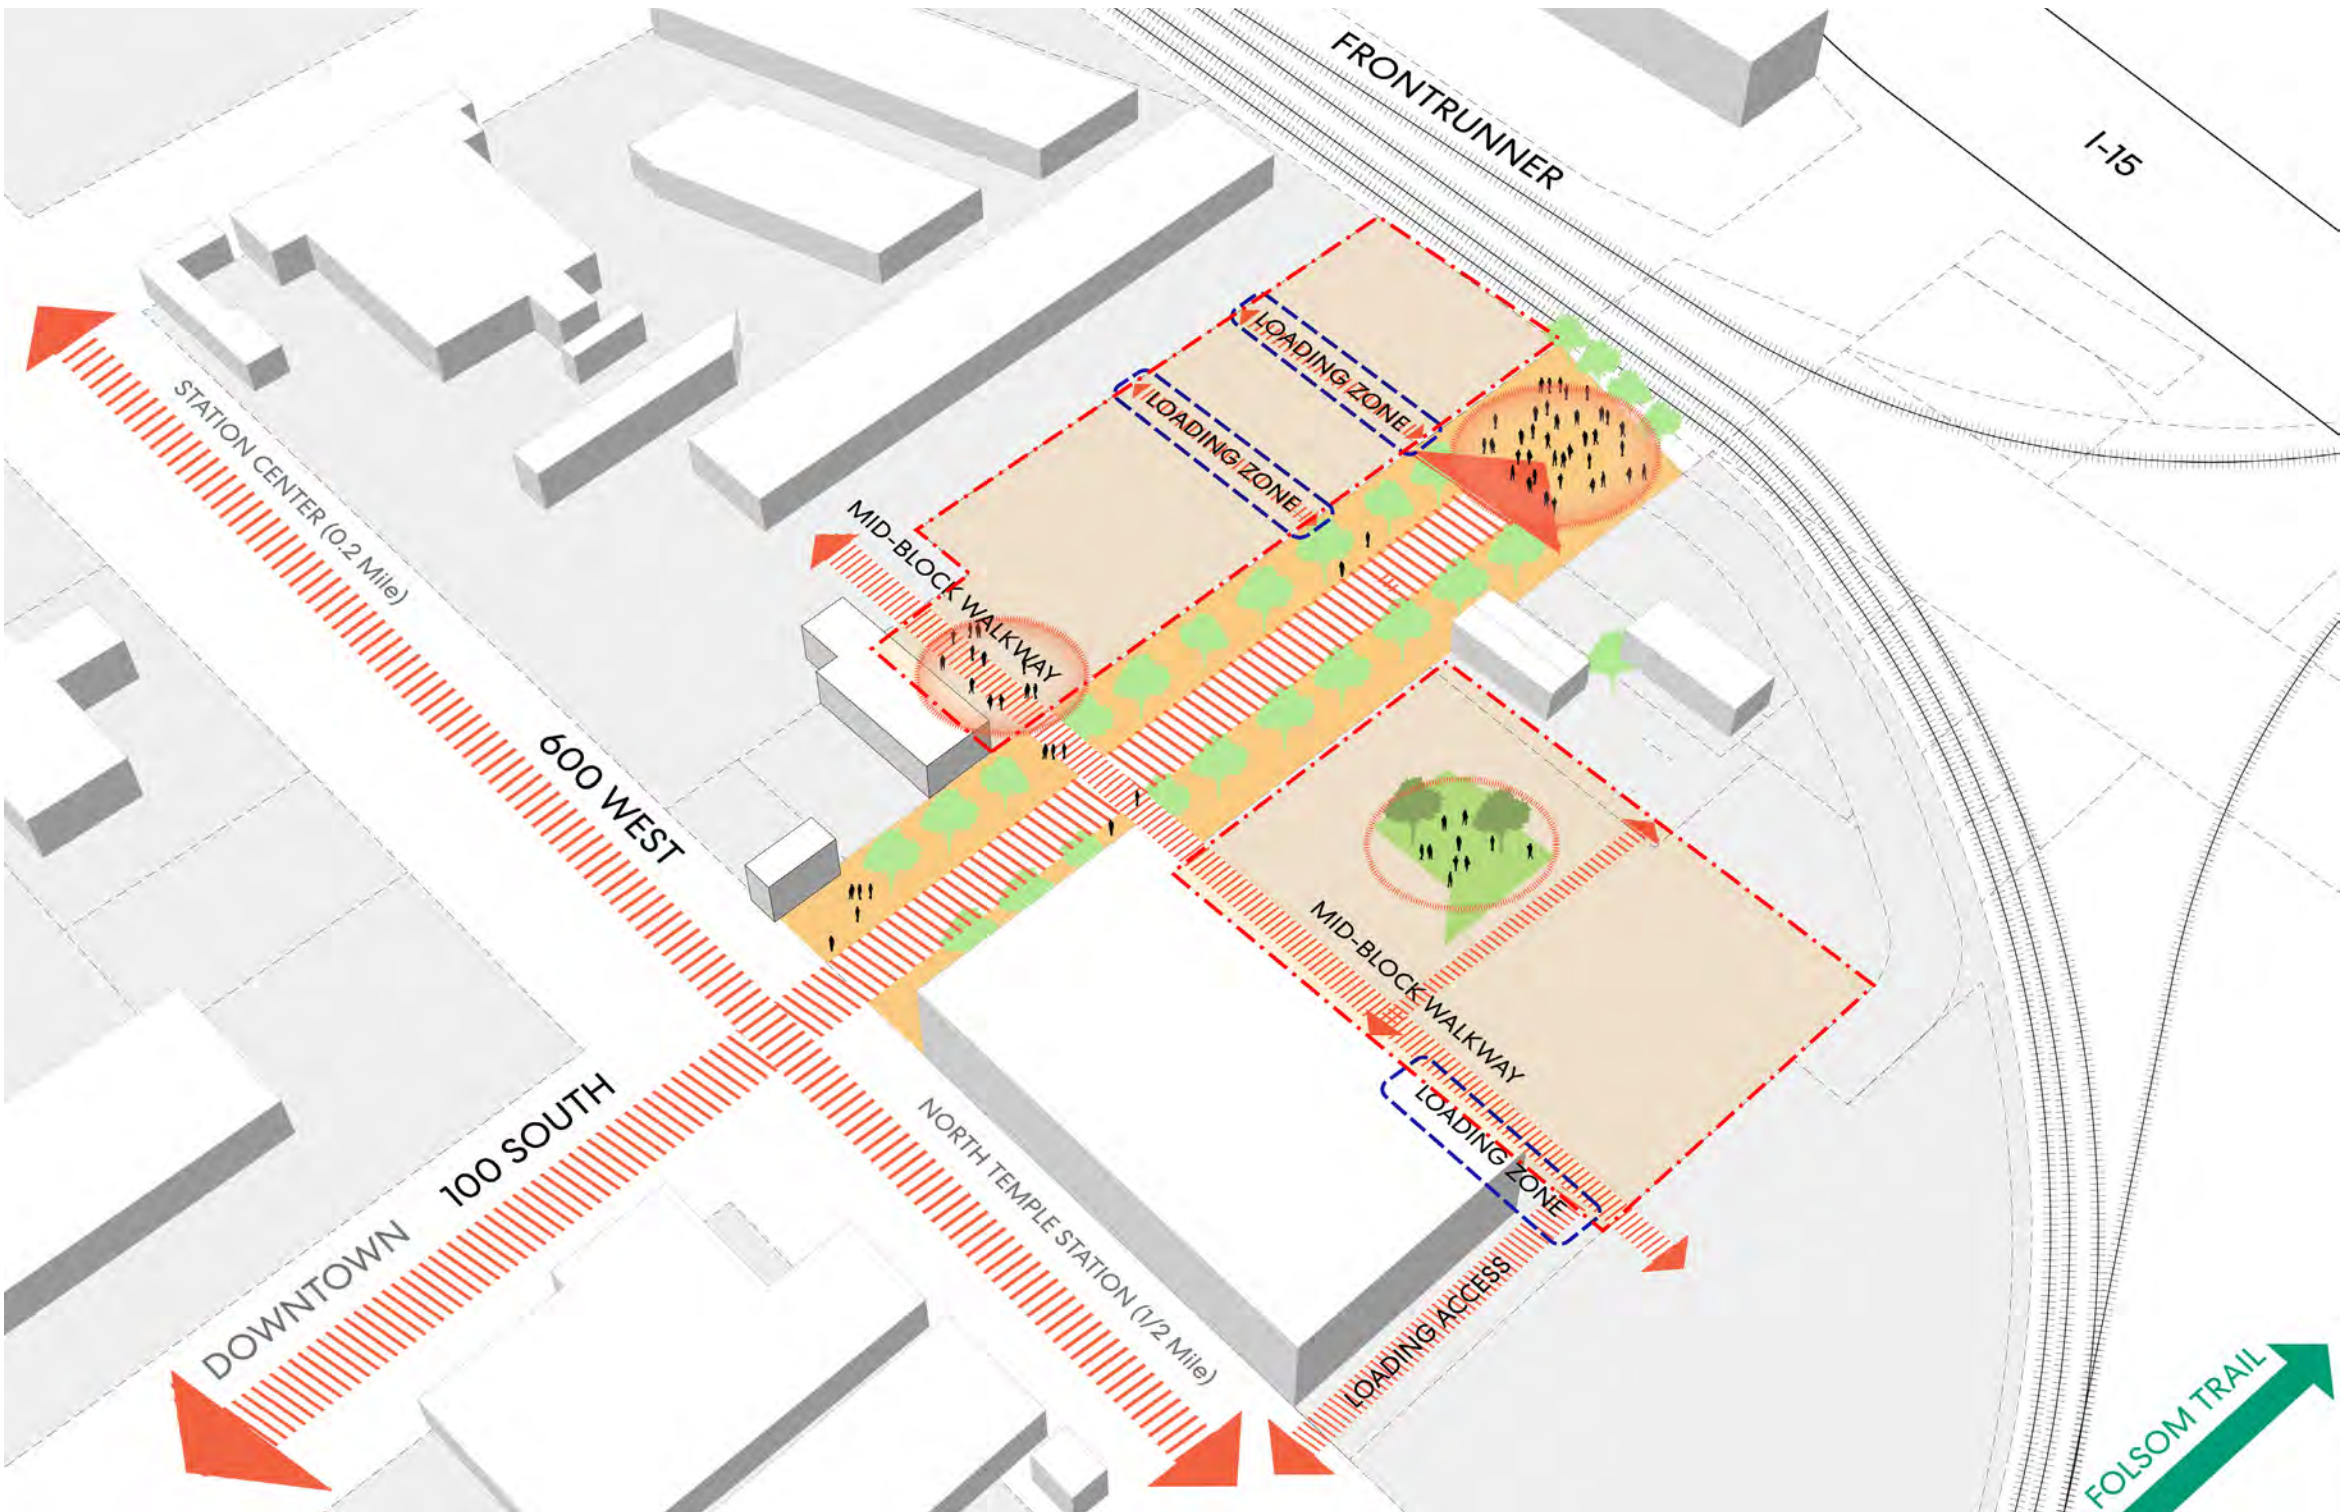 FRONTRUNNER
I-15
LOADING ZONE
LOADING ZONE
STATION CENTER (0.2 Mile)
MID-BLOCK WALKWAY
600 WEST
MID-BLOCK WALKWAY
LOADING ZONE
100 SOUTH
DOWNTOWN
NORTH TEMPLE STATION (1/2 Mile)
LOADING ACCESS
FOLSOM TRAIL